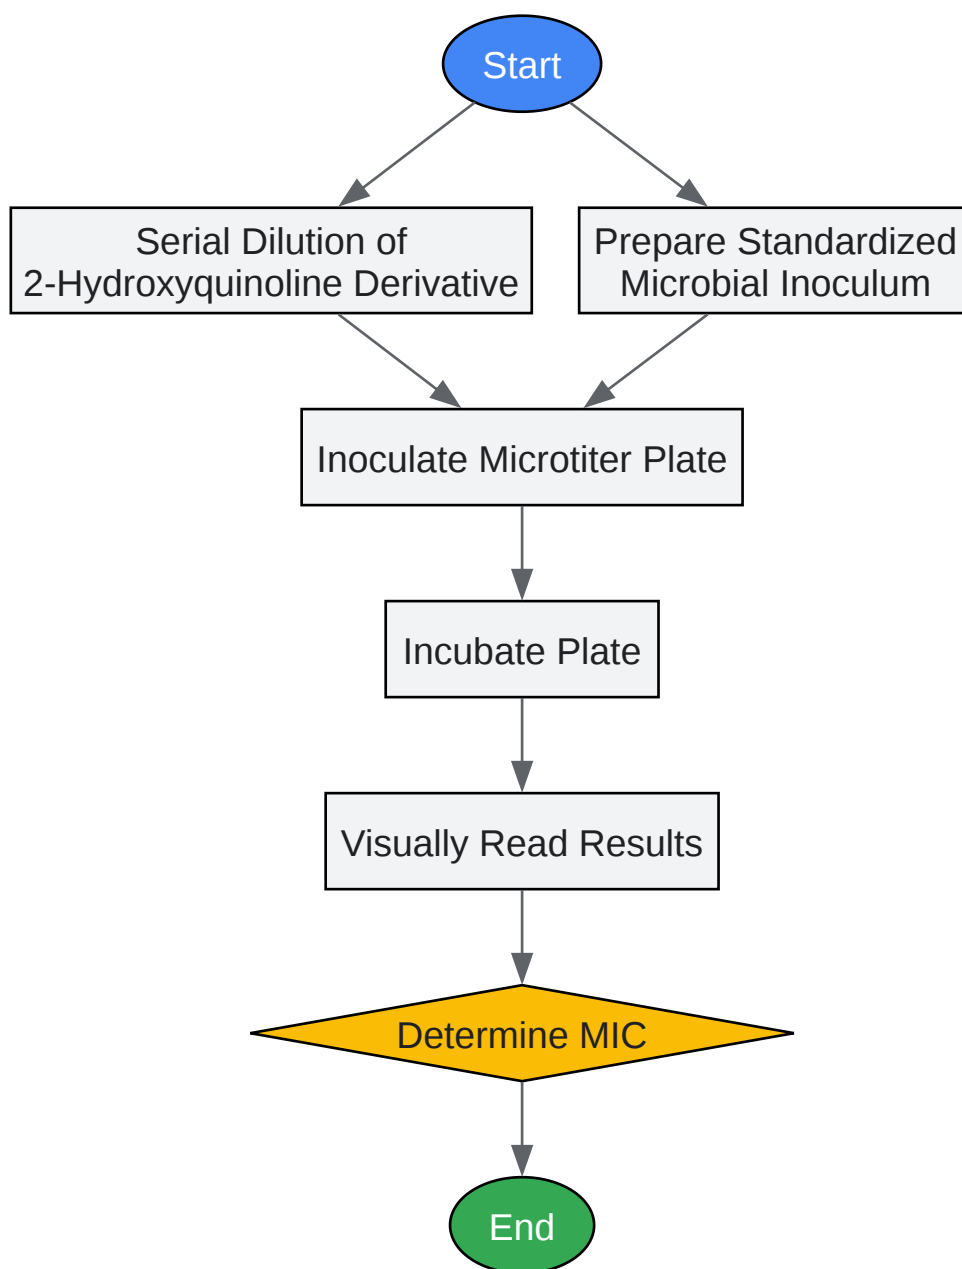 Start
Serial Dilution of
2-Hydroxyquinoline Derivative
Prepare Standardized
Microbial Inoculum
Inoculate Microtiter Plate
Incubate Plate
Visually Read Results
Determine MIC
End